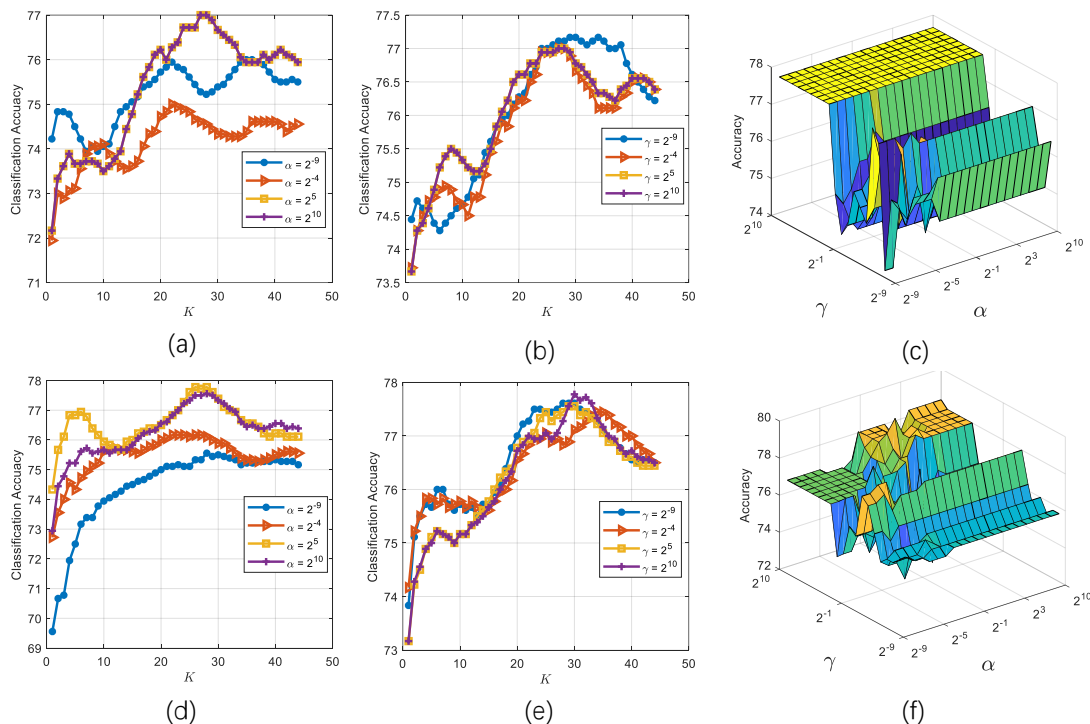 77
76
75
74
73
72
71
0
10
20
30
40
50
Classification Accuacy
K
α = 2^-9
α = 2^-4
α = 2^5
α = 2^10
(a)
77.5
77
76.5
76
75.5
75
74.5
74
73.5
0
10
20
30
40
50
Classification Accuacy
K
γ = 2^-9
γ = 2^-4
γ = 2^5
γ = 2^10
(b)
78
77
76
75
74
Accuracy
2^10
2^-1
2^-9
γ
2^-9
2^-5
2^-1
2^3
2^10
α
(c)
78
77
76
75
74
73
72
71
70
69
0
10
20
30
40
50
Classification Accuacy
K
α = 2^-9
α = 2^-4
α = 2^5
α = 2^10
(d)
78
77
76
75
74
73
0
10
20
30
40
50
Classification Accuacy
K
γ = 2^-9
γ = 2^-4
γ = 2^5
γ = 2^10
(e)
80
78
76
74
72
Accuracy
2^10
2^-1
2^-9
γ
2^-9
2^-5
2^-1
2^3
2^10
α
(f)